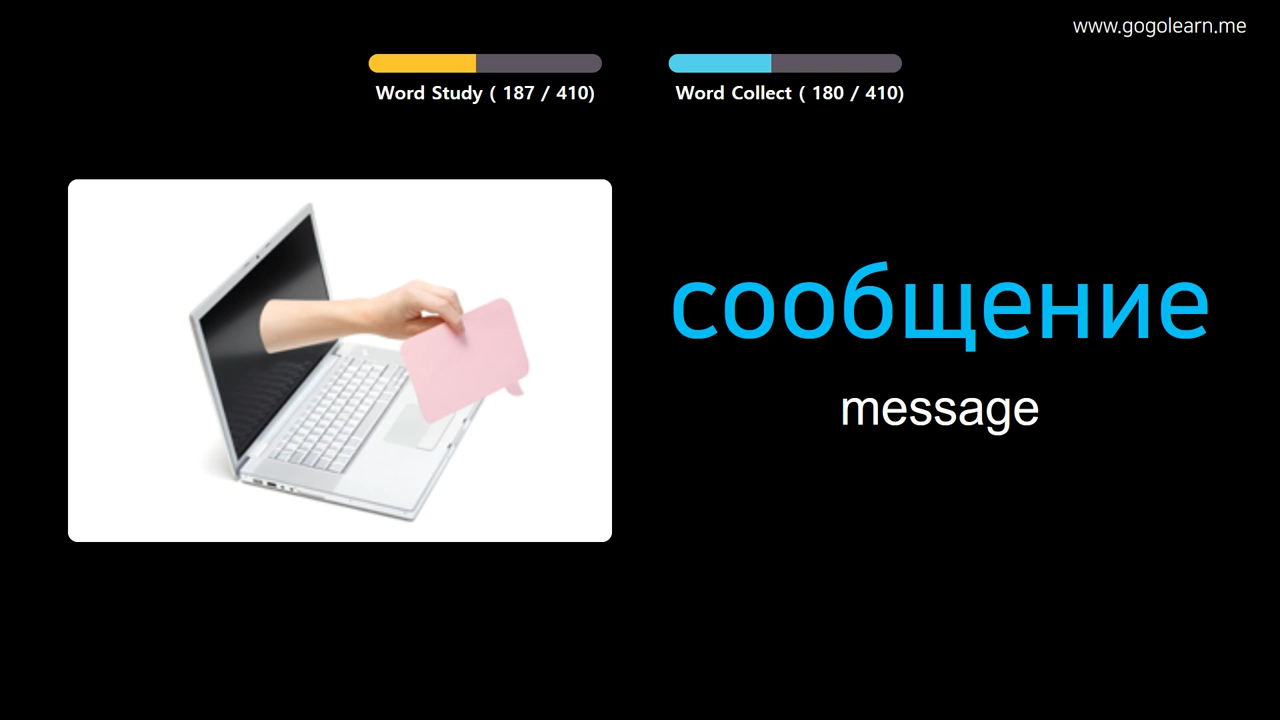 www.gogolearn.me
Word Study ( 187 / 410)
Word Collect ( 180 / 410)
сообщение
message